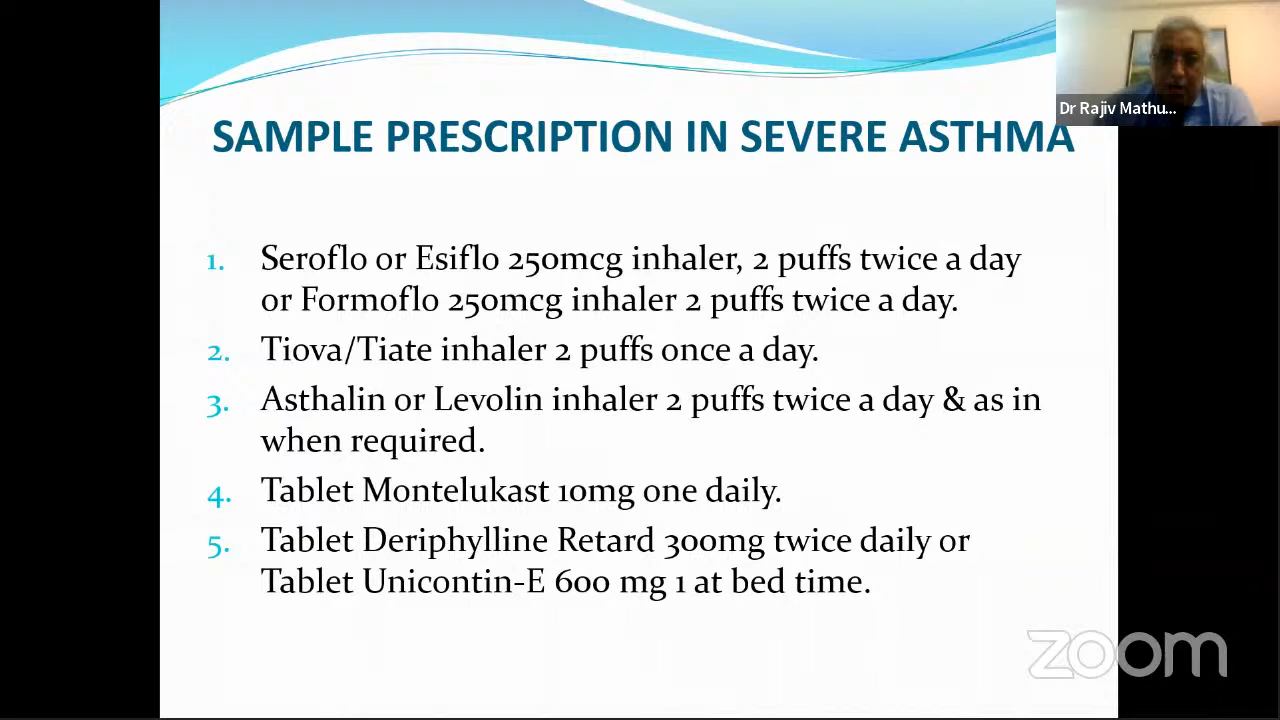 Dr Rajiv Mathu...
SAMPLE PRESCRIPTION IN SEVERE ASTHMA
1. Seroflo or Esiflo 250mcg inhaler, 2 puffs twice a day
or Formoflo 250mcg inhaler 2 puffs twice a day.
2. Tiova/Tiate inhaler 2 puffs once a day.
3. Asthalin or Levolin inhaler 2 puffs twice a day & as in
when required.
4. Tablet Montelukast 10mg one daily.
5. Tablet Deriphylline Retard 300mg twice daily or
Tablet Unicontin-E 600 mg 1 at bed time.
zoom